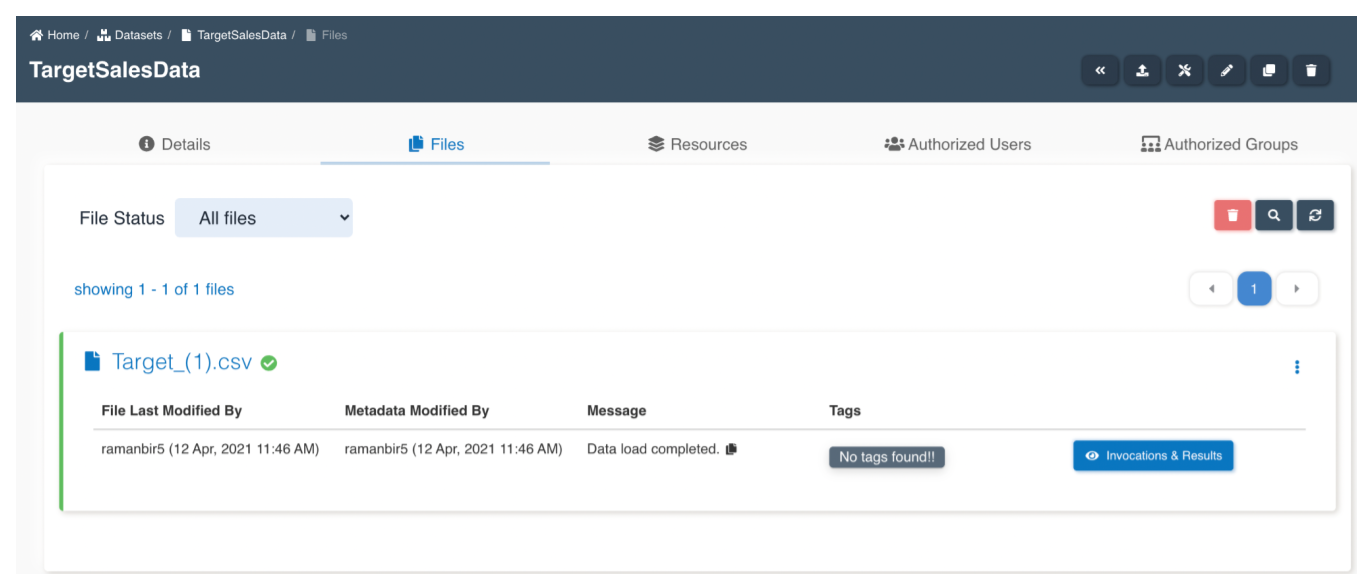 Home / Datasets / TargetSalesData / Files
TargetSalesData
Details Files Resources Authorized Users Authorized Groups
File Status All files
showing 1 - 1 of 1 files
1
Target_(1).csv
File Last Modified By Metadata Modified By Message Tags
ramanbir5 (12 Apr, 2021 11:46 AM) ramanbir5 (12 Apr, 2021 11:46 AM) Data load completed. No tags found!! Invocations & Results